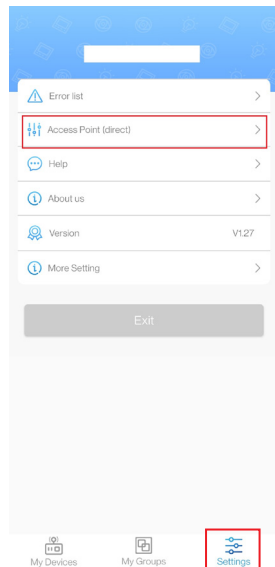 Error list
Access Point (direct)
Help
About us
Version V1.27
More Setting
Exit
My Devices My Groups Settings